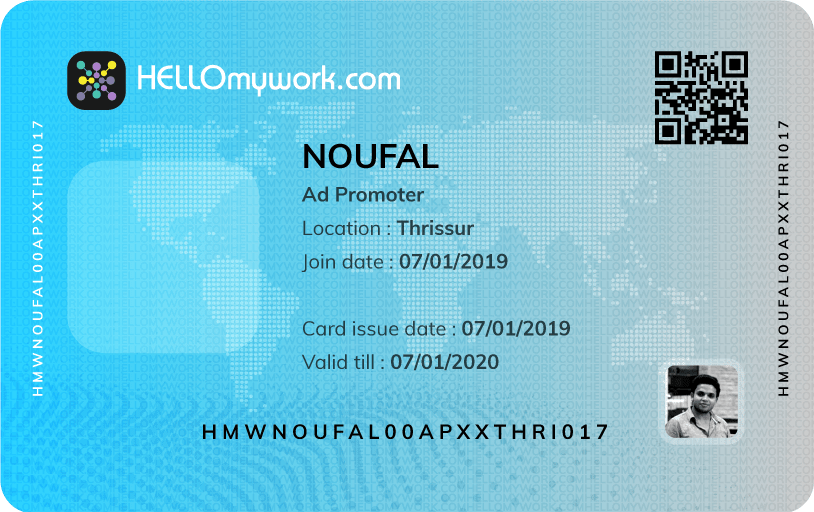 HELLOmywork.com
NOUFAL
Ad Promoter
Location : Thrissur
Join date : 07/01/2019
Card issue date : 07/01/2019
Valid till : 07/01/2020
HMWNOUFAL00APXXTHRI017
HMWNOUFAL00APXXTHRI017
HMWNOUFAL00APXXTHRI017